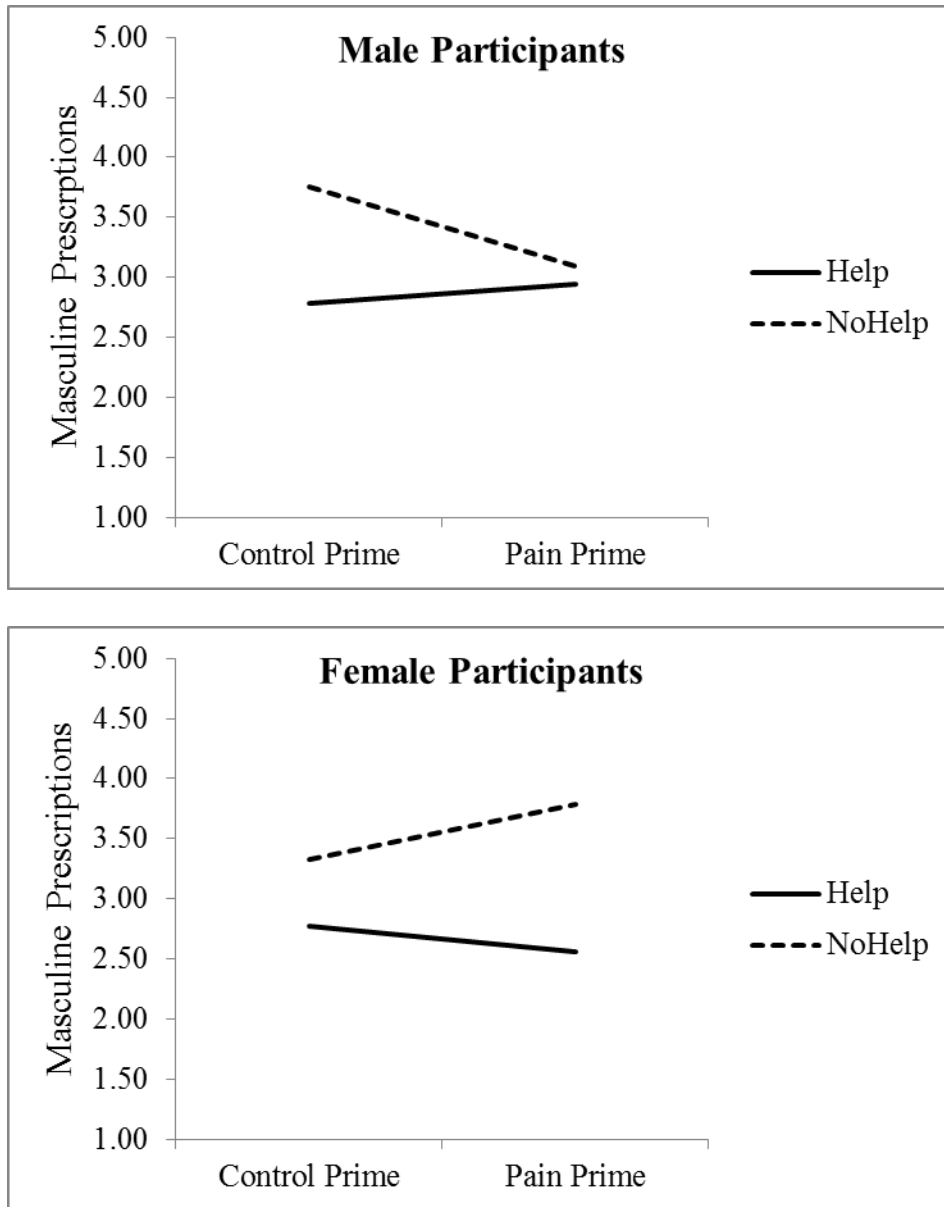 Male Participants
Masculine Prescrptions
5.00
4.50
4.00
3.50
3.00
2.50
2.00
1.50
1.00
Control Prime
Pain Prime
Help
NoHelp
Female Participants
Masculine Prescriptions
5.00
4.50
4.00
3.50
3.00
2.50
2.00
1.50
1.00
Control Prime
Pain Prime
Help
NoHelp